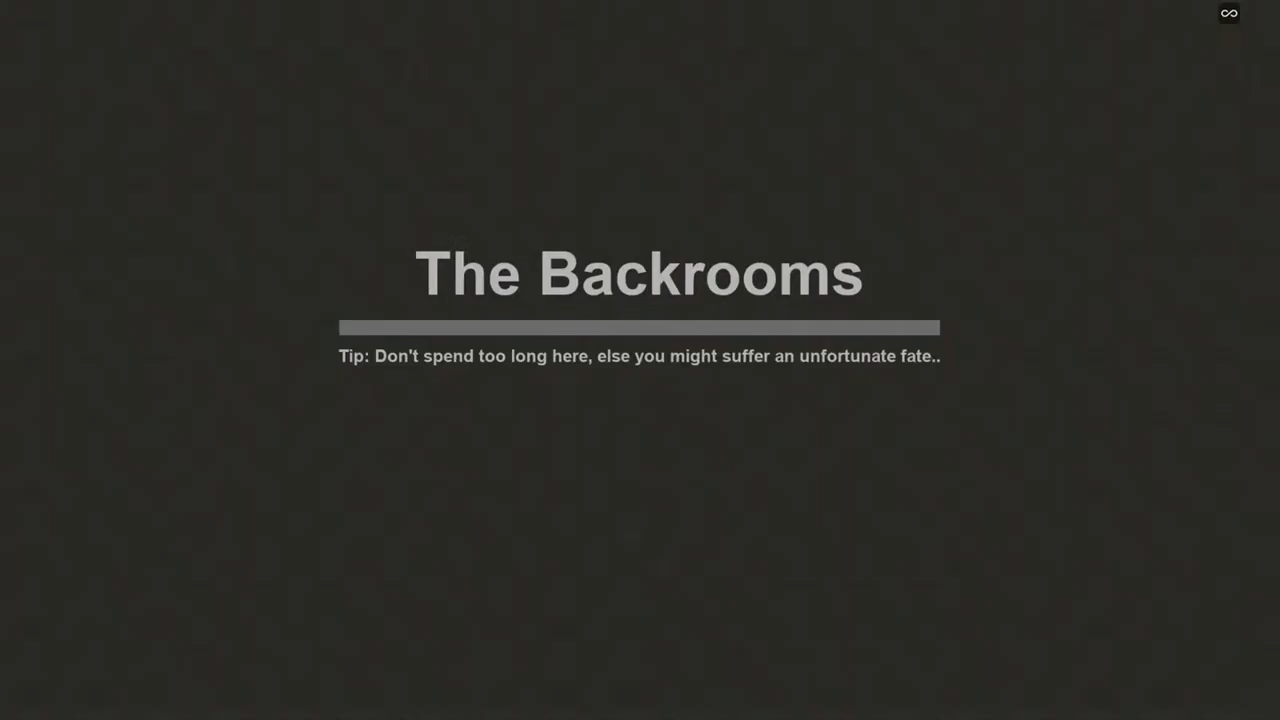 The Backrooms
Tip: Don't spend too long here, else you might suffer an unfortunate fate..